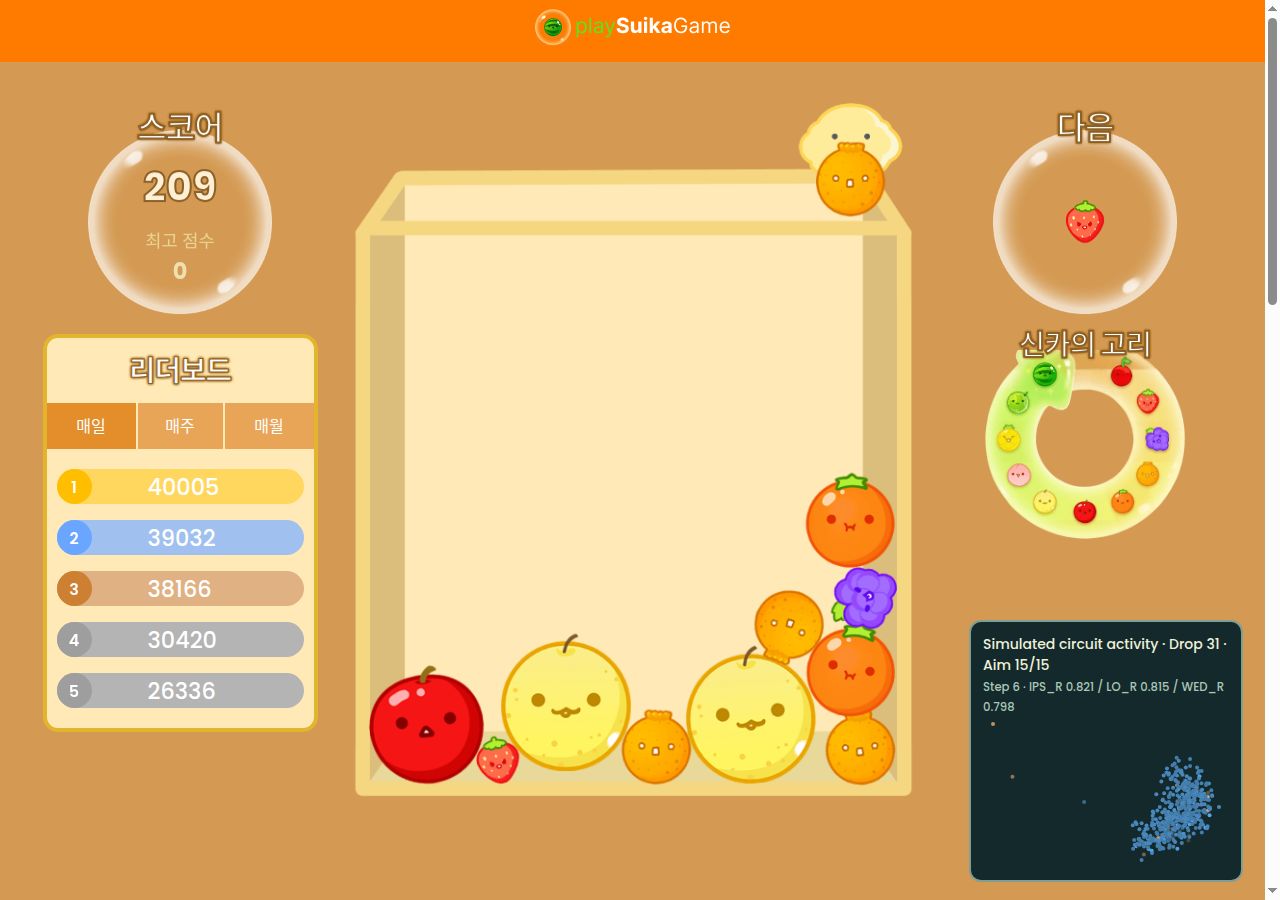 playSuikaGame
스코어
209
최고 점수
0
리더보드
매일 매주 매월
1 40005
2 39032
3 38166
4 30420
5 26336
다음
신카의 고리
Simulated circuit activity · Drop 31 ·
Aim 15/15
Step 6 · IPS_R 0.821 / LO_R 0.815 / WED_R
0.798